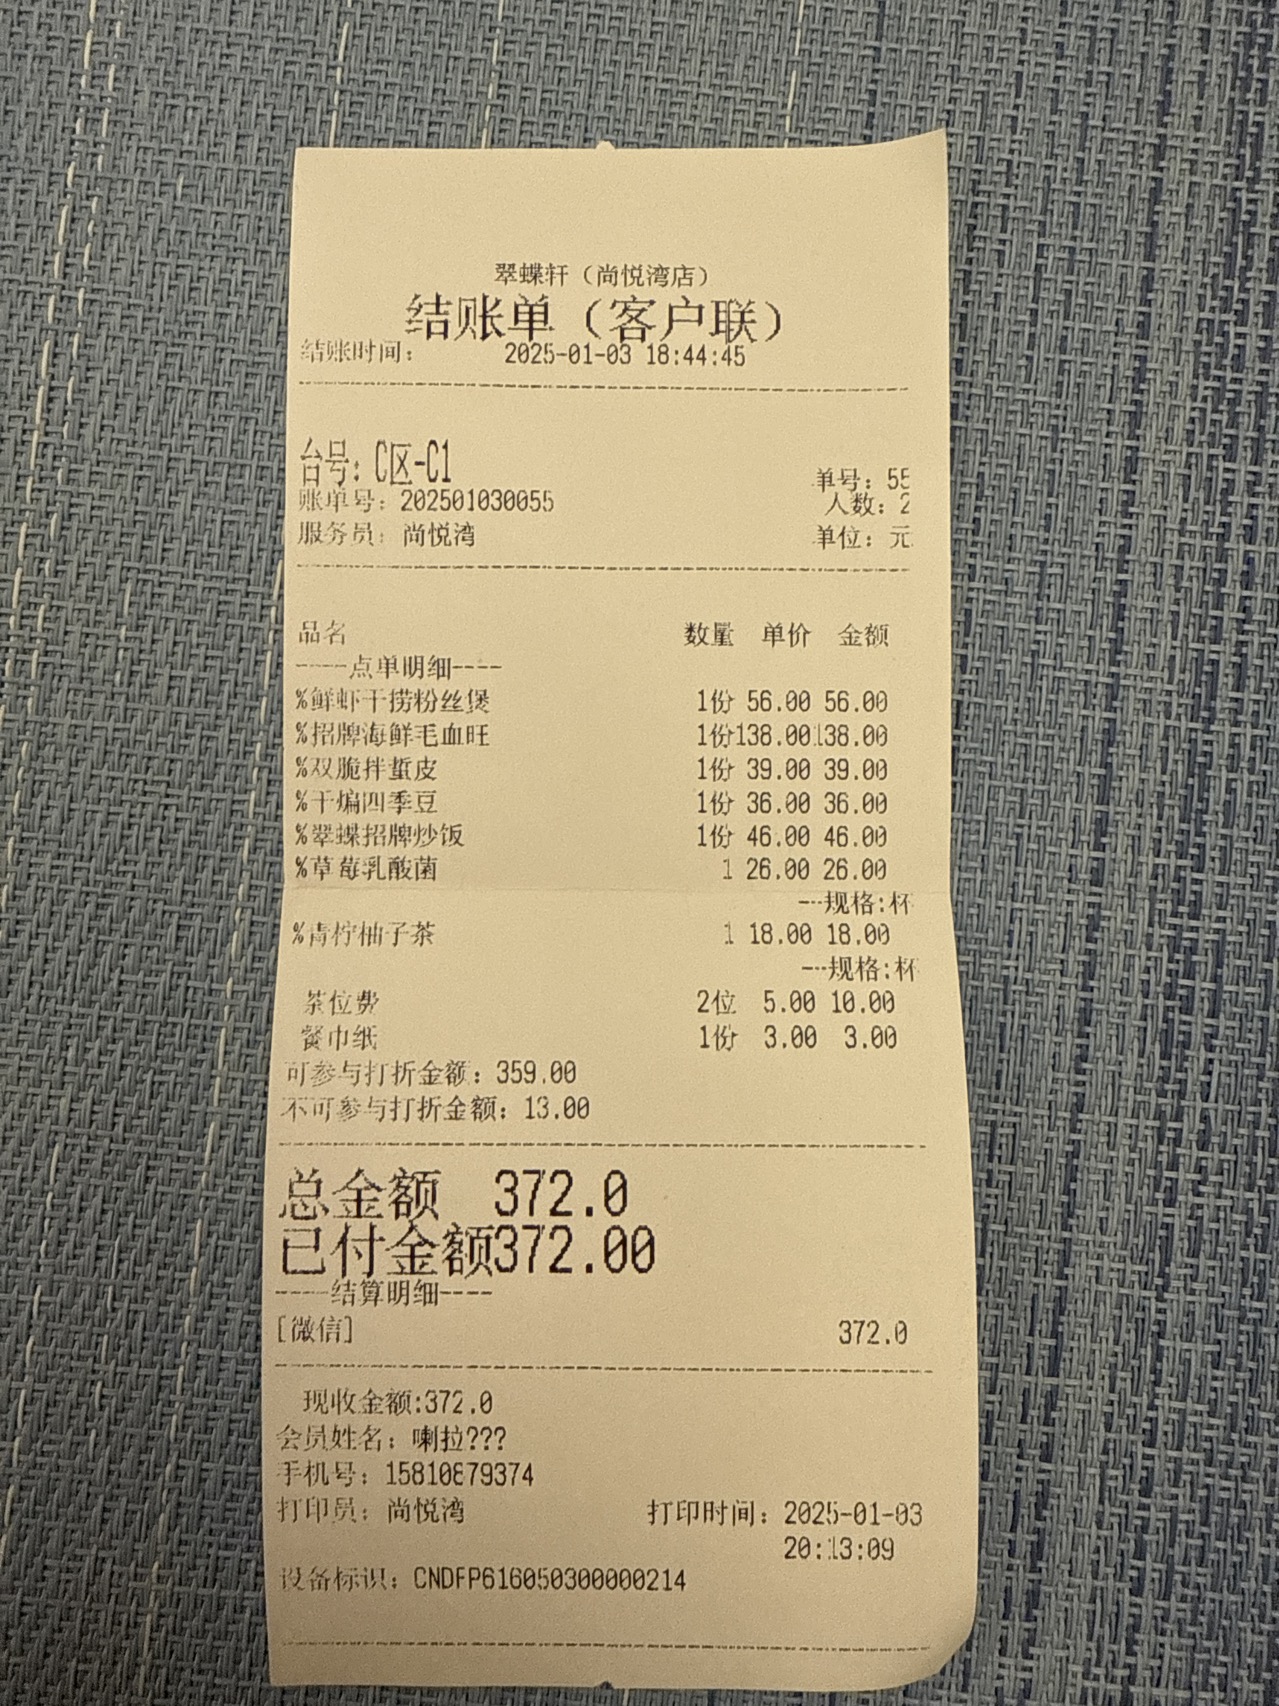 翠蝶轩（尚悦湾店）
结账单（客户联）
结账时间： 2025-01-03 18:44:45
台号：C区-C1
单号：55
账单号：202501030055
人数：2
服务员：尚悦湾 单位：元
品名 数量 单价 金额
----点单明细----
%鲜虾干捞粉丝煲 1份 56.00 56.00
%招牌海鲜毛血旺 1份138.00138.00
%双脆拌蜇皮 1份 39.00 39.00
%干煸四季豆 1份 36.00 36.00
%翠蝶招牌炒饭 1份 46.00 46.00
%草莓乳酸菌 1 26.00 26.00
---规格:杯
%青柠柚子茶 1 18.00 18.00
---规格:杯
茶位费 2位 5.00 10.00
餐巾纸 1份 3.00 3.00
可参与打折金额：359.00
不可参与打折金额：13.00
总金额 372.0
已付金额372.00
----结算明细----
[微信] 372.0
现收金额:372.0
会员姓名：喇拉???
手机号：15810679374
打印员：尚悦湾 打印时间：2025-01-03
20:13:09
设备标识：CNDFP616050300000214